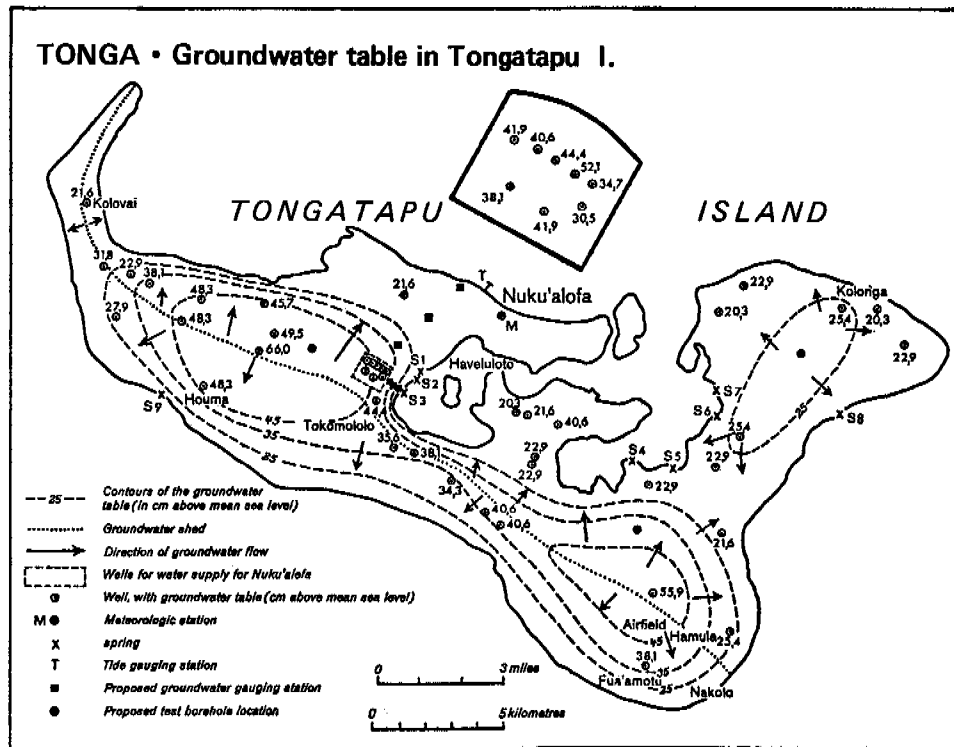 TONGA • Groundwater table in Tongatapu I.
41,9
40,6
44,4
52,1
34,7
38,1
41,9
30,5
TONGATAPU ISLAND
21,6
Kolovai
31,8
22,9
38,1
48,3
45,7
27,9
48,3
49,5
66,0
48,3
Houma
S9
45
35
25
Tokomololo
44,4
35,6
38,1
34,3
40,6
40,6
21,6
T
Nuku'alofa
M
Haveluloto
S1
S2
S3
20,3
21,6
40,6
22,9
22,9
S4
S5
22,9
S6
S7
25,4
22,9
22,9
20,3
Kolonga
25,4
20,3
22,9
25
S8
21,6
55,9
Airfield
Hamula
45
25,4
38,1
35
Fua'amotu
25
Nakolo
— 25 — Contours of the groundwater
table (in cm above mean sea level)
Groundwater shed
Direction of groundwater flow
Wells for water supply for Nuku'alofa
Well, with groundwater table (cm above mean sea level)
M Meteorologic station
X spring
T Tide gauging station
Proposed groundwater gauging station
Proposed test borehole location
0 3 miles
0 5 kilometres